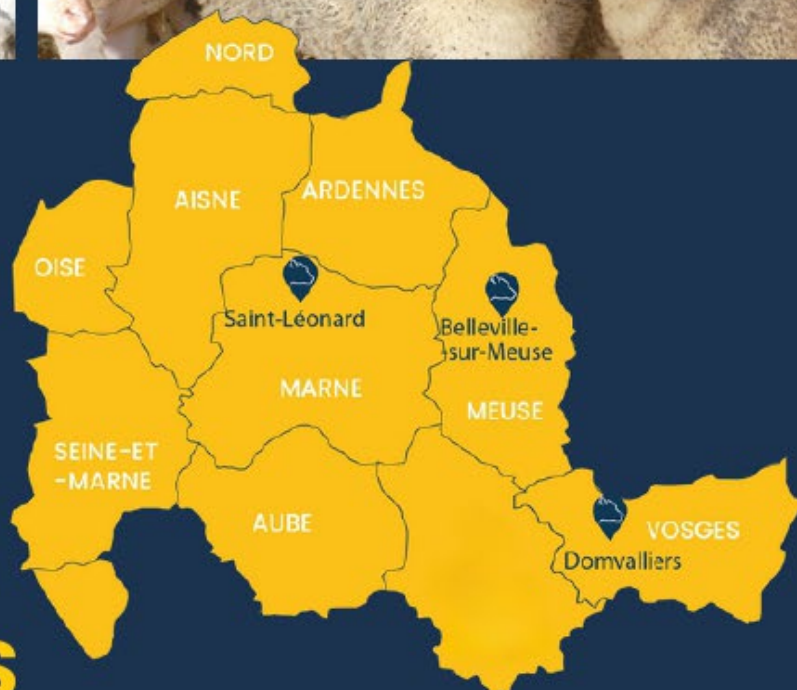 NORD
AISNE
ARDENNES
OISE
Saint-Léonard
Belleville-
-sur-Meuse
MARNE
MEUSE
SEINE-ET
-MARNE
AUBE
VOSGES
Domvalliers
S